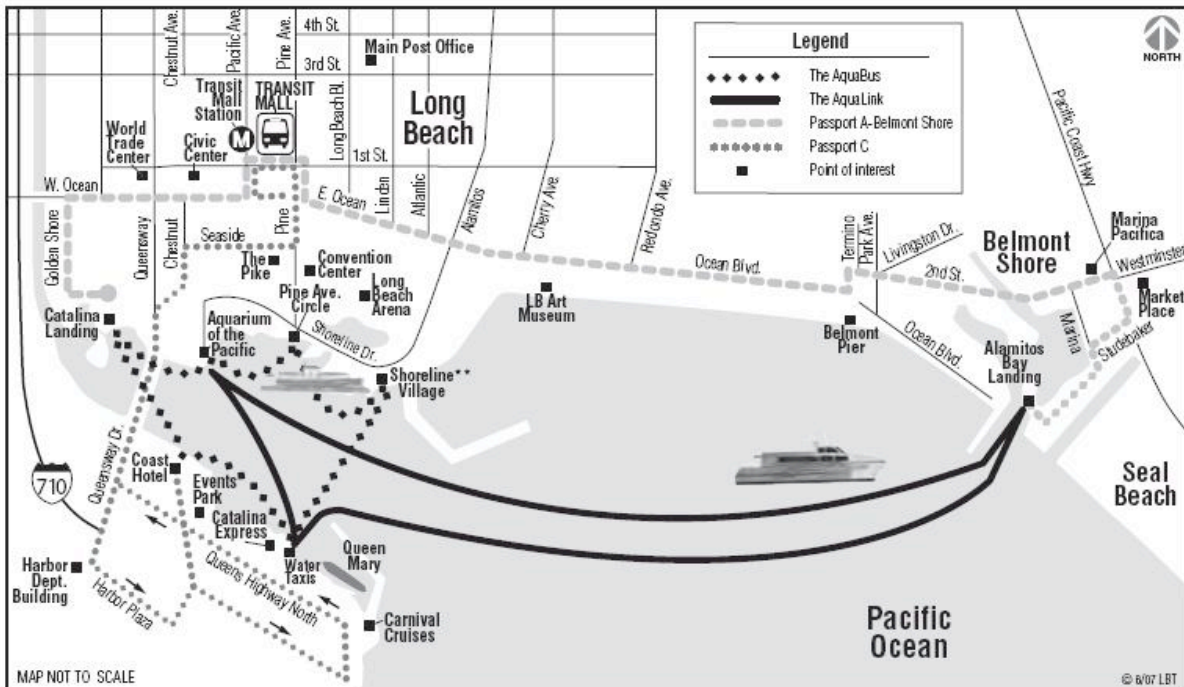 4th St.
3rd St.
Main Post Office
Chestnut Ave.
Pacific Ave.
Pine Ave.
Transit
Mall
Station
M
TRANSIT
MALL
Long Beach Bl.
Long
Beach
World
Trade
Center
Civic
Center
1st St.
W. Ocean
E. Ocean
Linden
Atlantic
Alamitos
Cherry Ave.
Redondo Ave.
Golden Shore
Queensway
Chestnut
Seaside
Pine
The
Pike
Convention
Center
Long
Beach
Arena
Pine Ave.
Circle
Ocean Blvd.
LB Art
Museum
Termino
Park Ave.
Livingston Dr.
2nd St.
Belmont
Shore
Marina
Pacifica
Westminster
Market
Place
Marina
Studebaker
Pacific Coast Hwy
Catalina
Landing
Aquarium
of the
Pacific
Shoreline Dr.
Shoreline**
Village
Belmont
Pier
Ocean Blvd.
Alamitos
Bay
Landing
Seal
Beach
710
Queensway Dr.
Coast
Hotel
Events
Park
Catalina
Express
Water
Taxis
Queen
Mary
Queens Highway North
Harbor
Dept.
Building
Harbor Plaza
Carnival
Cruises
Pacific
Ocean
Legend
The AquaBus
The AquaLink
Passport A-Belmont Shore
Passport C
Point of interest
NORTH
MAP NOT TO SCALE
© 6/07 LBT